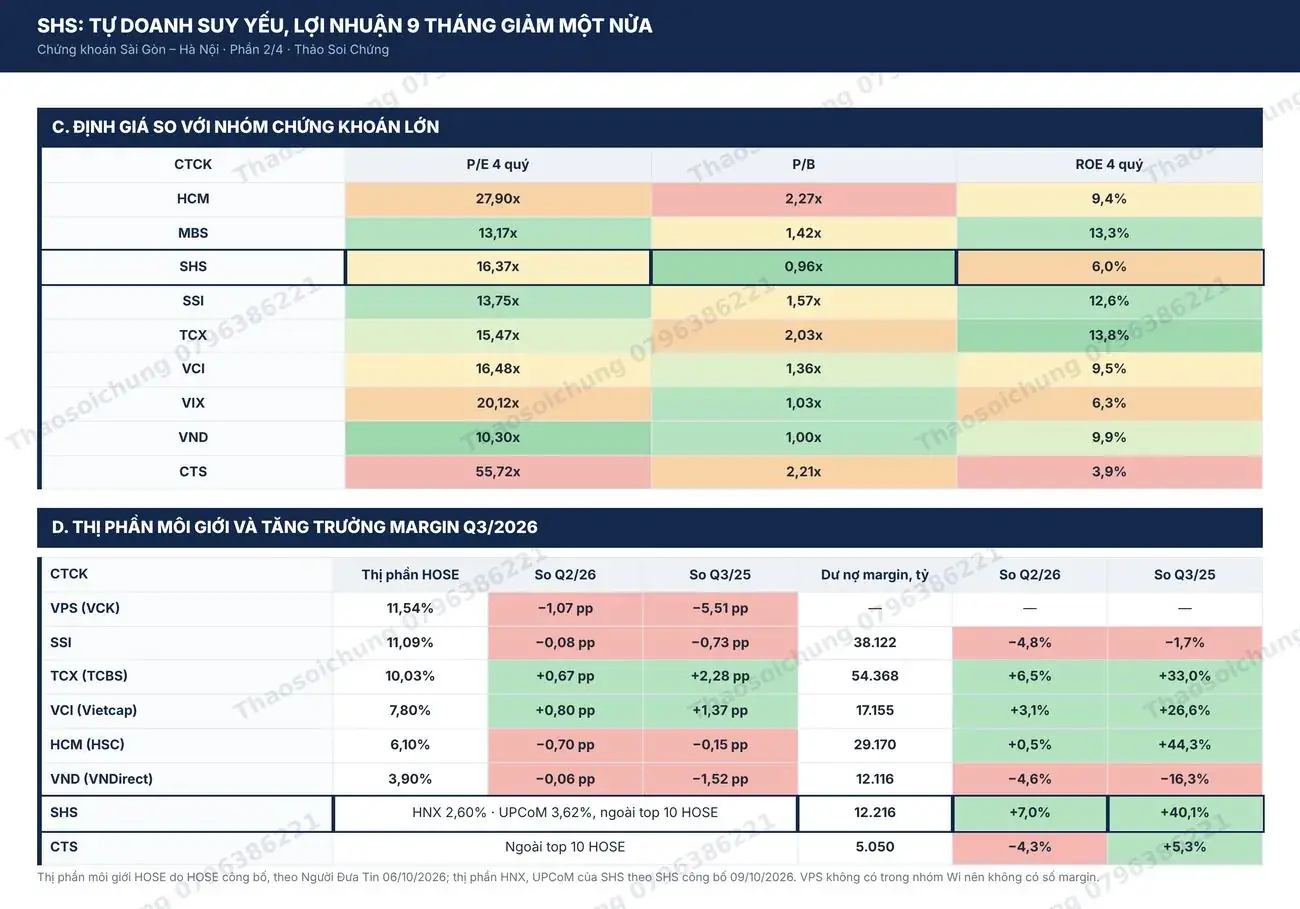 SHS: TỰ DOANH SUY YẾU, LỢI NHUẬN 9 THÁNG GIẢM MỘT NỬA
Chứng khoán Sài Gòn – Hà Nội · Phần 2/4 · Thảo Soi Chứng
C. ĐỊNH GIÁ SO VỚI NHÓM CHỨNG KHOÁN LỚN
CTCK P/E 4 quý P/B ROE 4 quý
HCM 27,90x 2,27x 9,4%
MBS 13,17x 1,42x 13,3%
SHS 16,37x 0,96x 6,0%
SSI 13,75x 1,57x 12,6%
TCX 15,47x 2,03x 13,8%
VCI 16,48x 1,36x 9,5%
VIX 20,12x 1,03x 6,3%
VND 10,30x 1,00x 9,9%
CTS 55,72x 2,21x 3,9%
D. THỊ PHẦN MÔI GIỚI VÀ TĂNG TRƯỞNG MARGIN Q3/2026
CTCK Thị phần HOSE So Q2/26 So Q3/25 Dư nợ margin, tỷ So Q2/26 So Q3/25
VPS (VCK) 11,54% −1,07 pp −5,51 pp — — —
SSI 11,09% −0,08 pp −0,73 pp 38.122 −4,8% −1,7%
TCX (TCBS) 10,03% +0,67 pp +2,28 pp 54.368 +6,5% +33,0%
VCI (Vietcap) 7,80% +0,80 pp +1,37 pp 17.155 +3,1% +26,6%
HCM (HSC) 6,10% −0,70 pp −0,15 pp 29.170 +0,5% +44,3%
VND (VNDirect) 3,90% −0,06 pp −1,52 pp 12.116 −4,6% −16,3%
SHS HNX 2,60% · UPCoM 3,62%, ngoài top 10 HOSE 12.216 +7,0% +40,1%
CTS Ngoài top 10 HOSE 5.050 −4,3% +5,3%
Thị phần môi giới HOSE do HOSE công bố, theo Người Đưa Tin 06/10/2026; thị phần HNX, UPCoM của SHS theo SHS công bố 09/10/2026. VPS không có trong nhóm Wi nên không có số margin.
Thaosoichung 0796386221